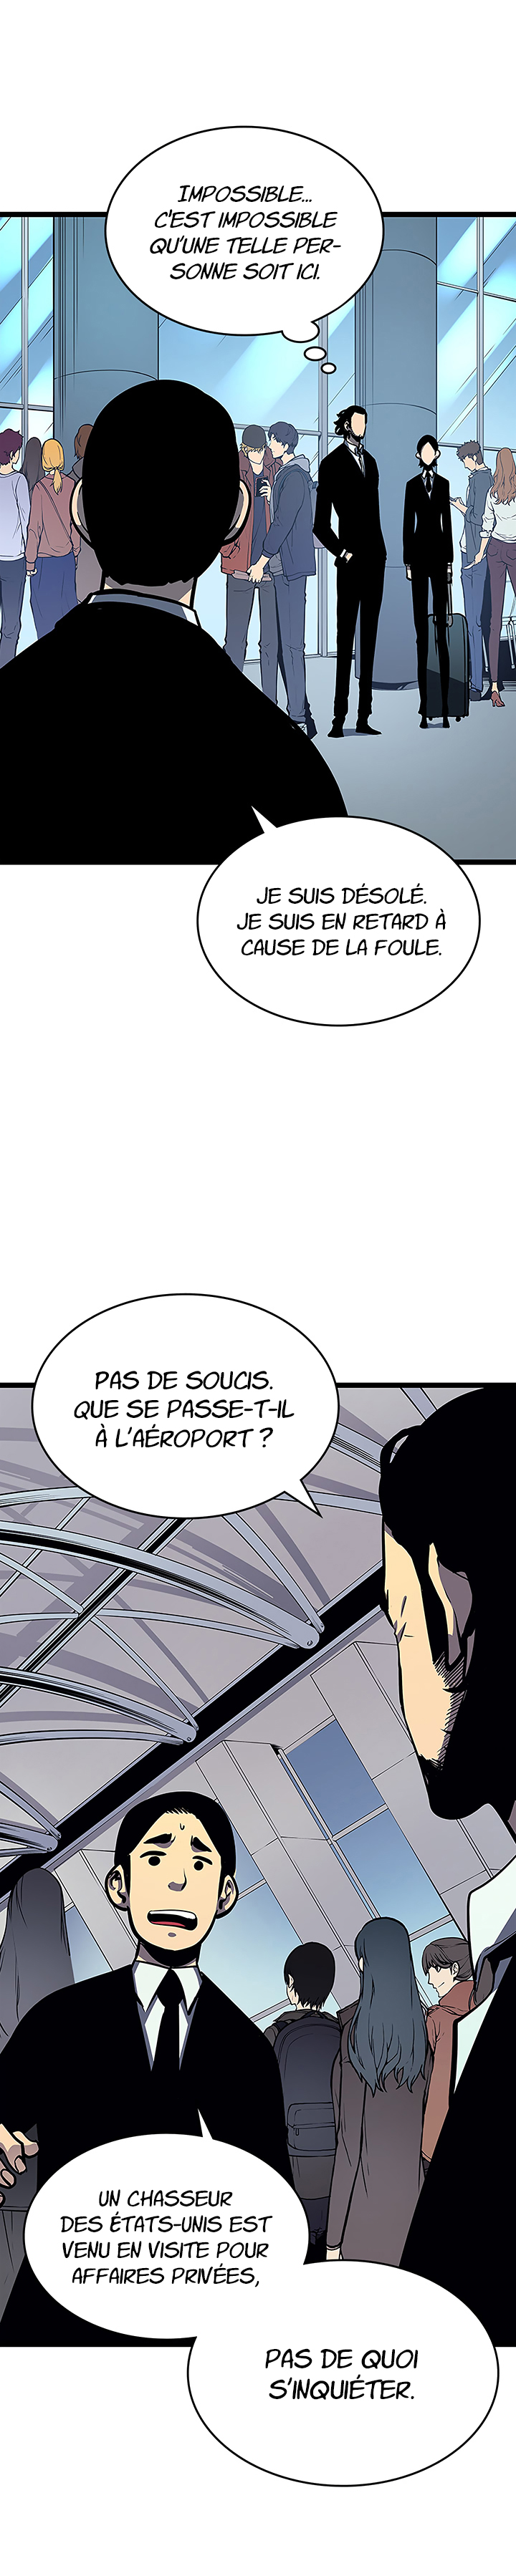 IMPOSSIBLE...
C'EST IMPOSSIBLE
QU'UNE TELLE PER-
SONNE SOIT ICI.
JE SUIS DÉSOLÉ.
JE SUIS EN RETARD À
CAUSE DE LA FOULE.
PAS DE SOUCIS.
QUE SE PASSE-T-IL
À L'AÉROPORT ?
UN CHASSEUR
DES ÉTATS-UNIS EST
VENU EN VISITE POUR
AFFAIRES PRIVÉES,
PAS DE QUOI
S'INQUIÉTER.